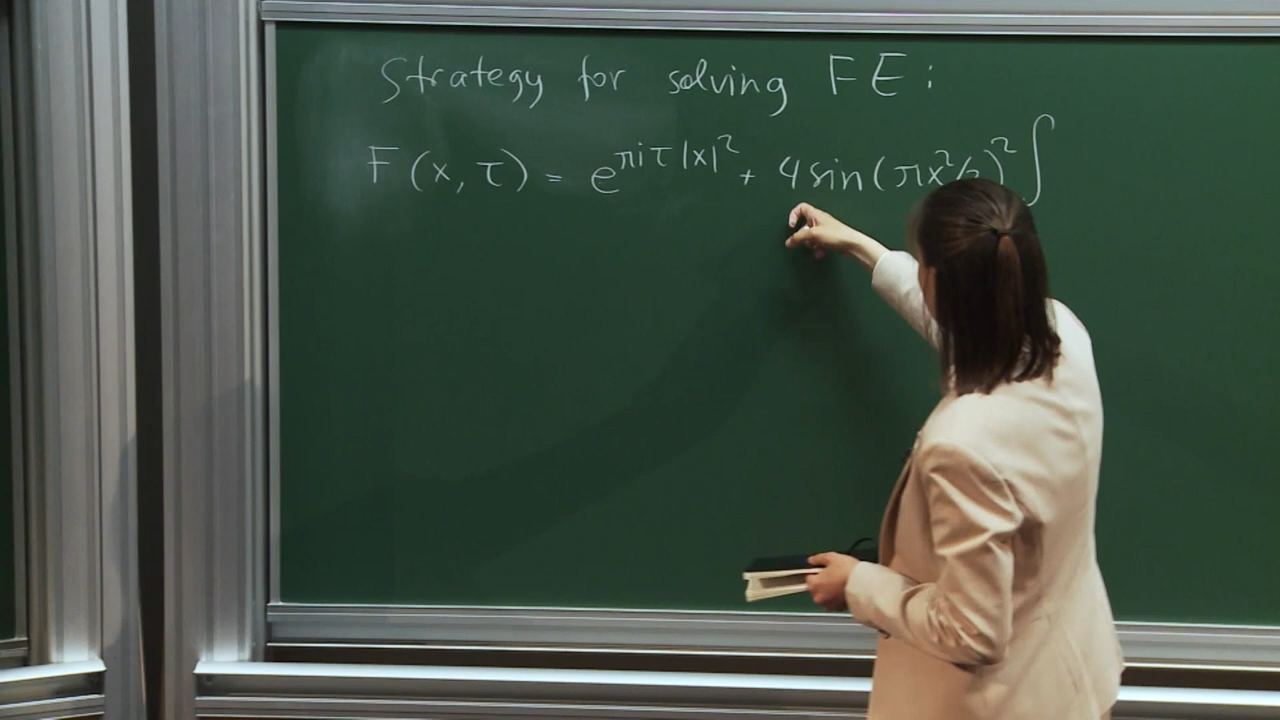 Strategy for solving FE:
F(x, τ) = e^{πiτ|x|²} + 4 sin(πx²/2)² ∫